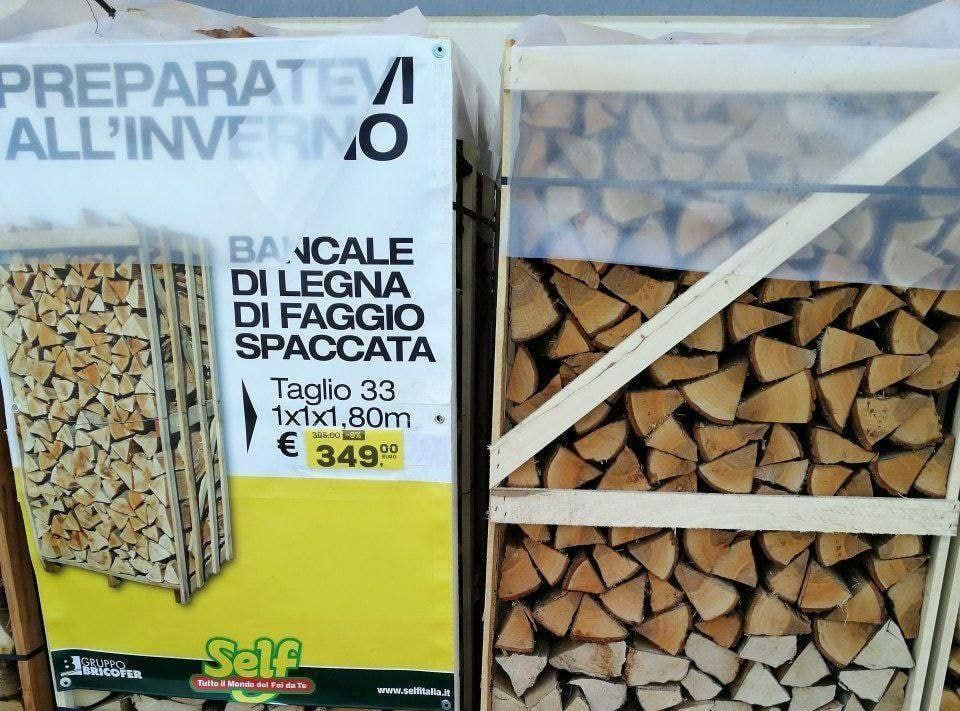 PREPARATEVI
ALL'INVERNO
BANCALE
DI LEGNA
DI FAGGIO
SPACCATA
Taglio 33
1x1x1,80m
€ 349,00
EURO
Self
Tutto il Mondo del Fai da Te
GRUPPO
BRICOFER
www.selfitalia.it